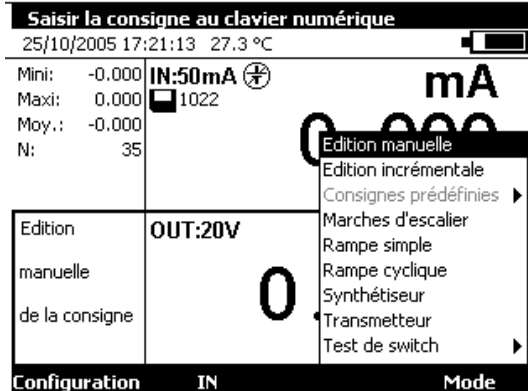 Saisir la consigne au clavier numérique
25/10/2005 17:21:13 27.3 °C
Mini: -0.000
Maxi: 0.000
Moy.: -0.000
N: 35
IN:50mA
1022
mA
Edition manuelle
Edition incrémentale
Consignes prédéfinies
Marches d'escalier
Rampe simple
Rampe cyclique
Synthétiseur
Transmetteur
Test de switch
Edition
manuelle
de la consigne
OUT:20V
0.
Configuration IN Mode